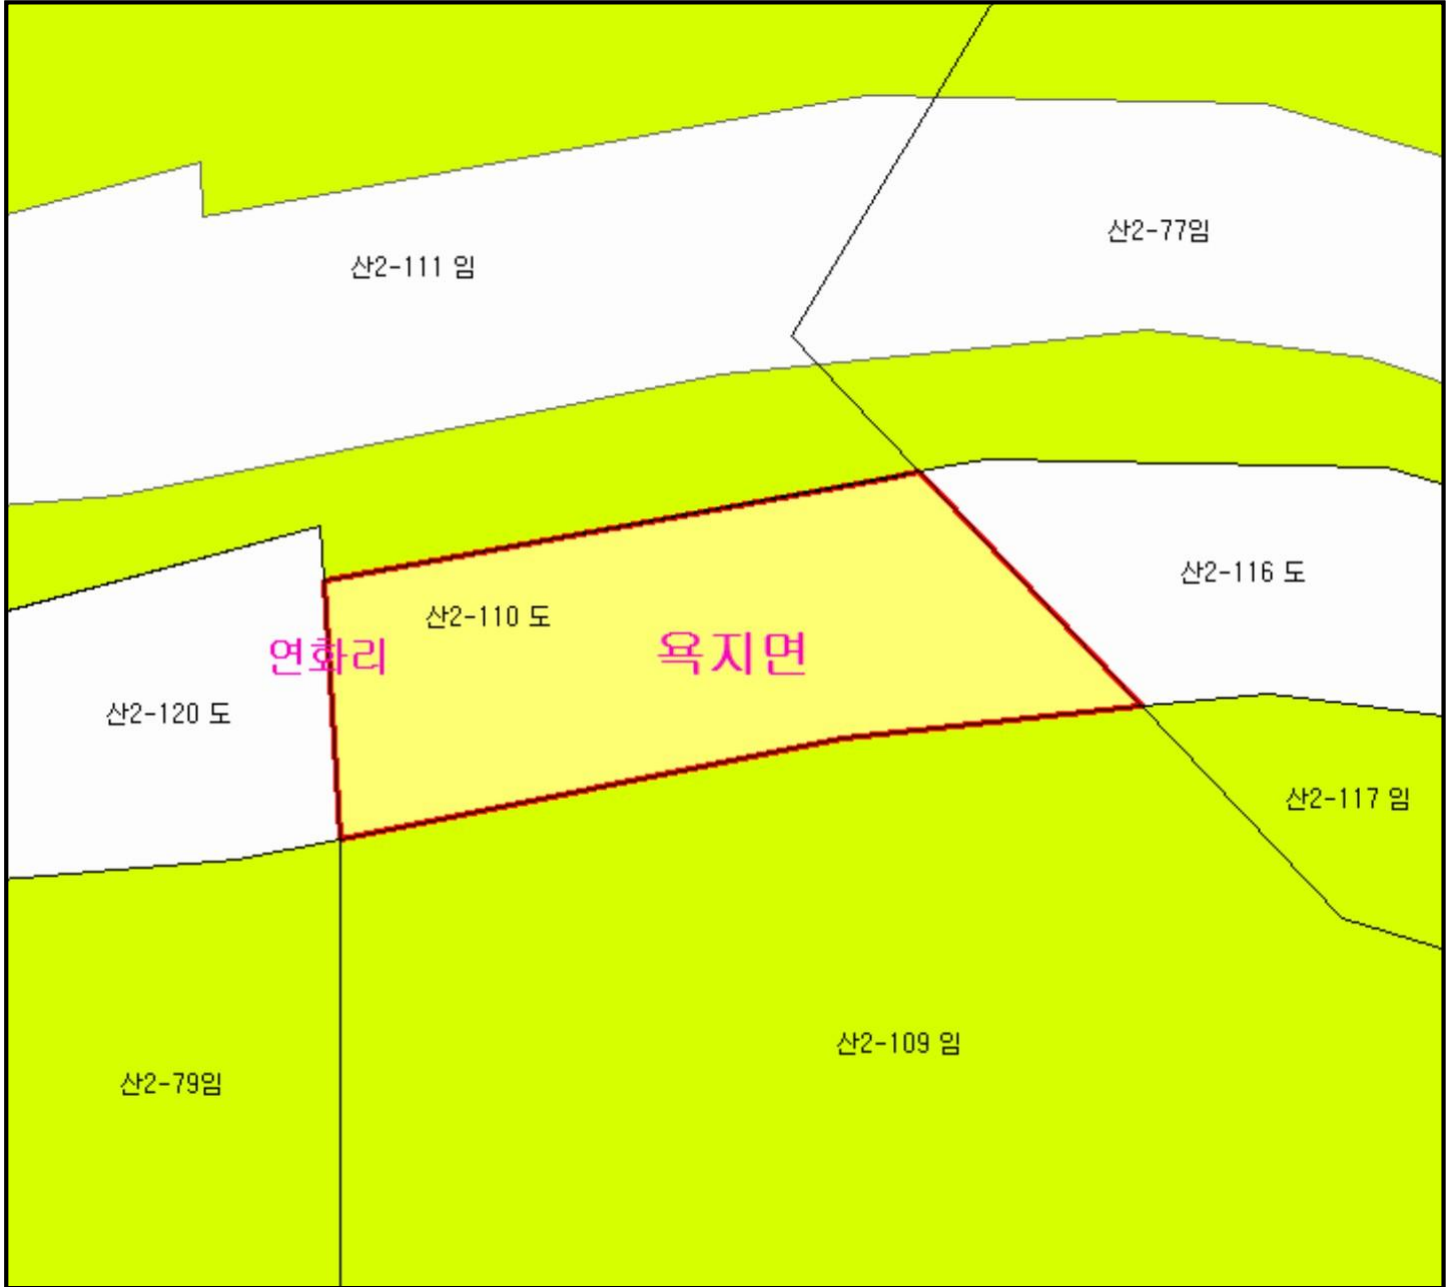 산2-77임
산2-111 임
산2-116 도
산2-110 도
연화리
욕지면
산2-120 도
산2-117 임
산2-109 임
산2-79임